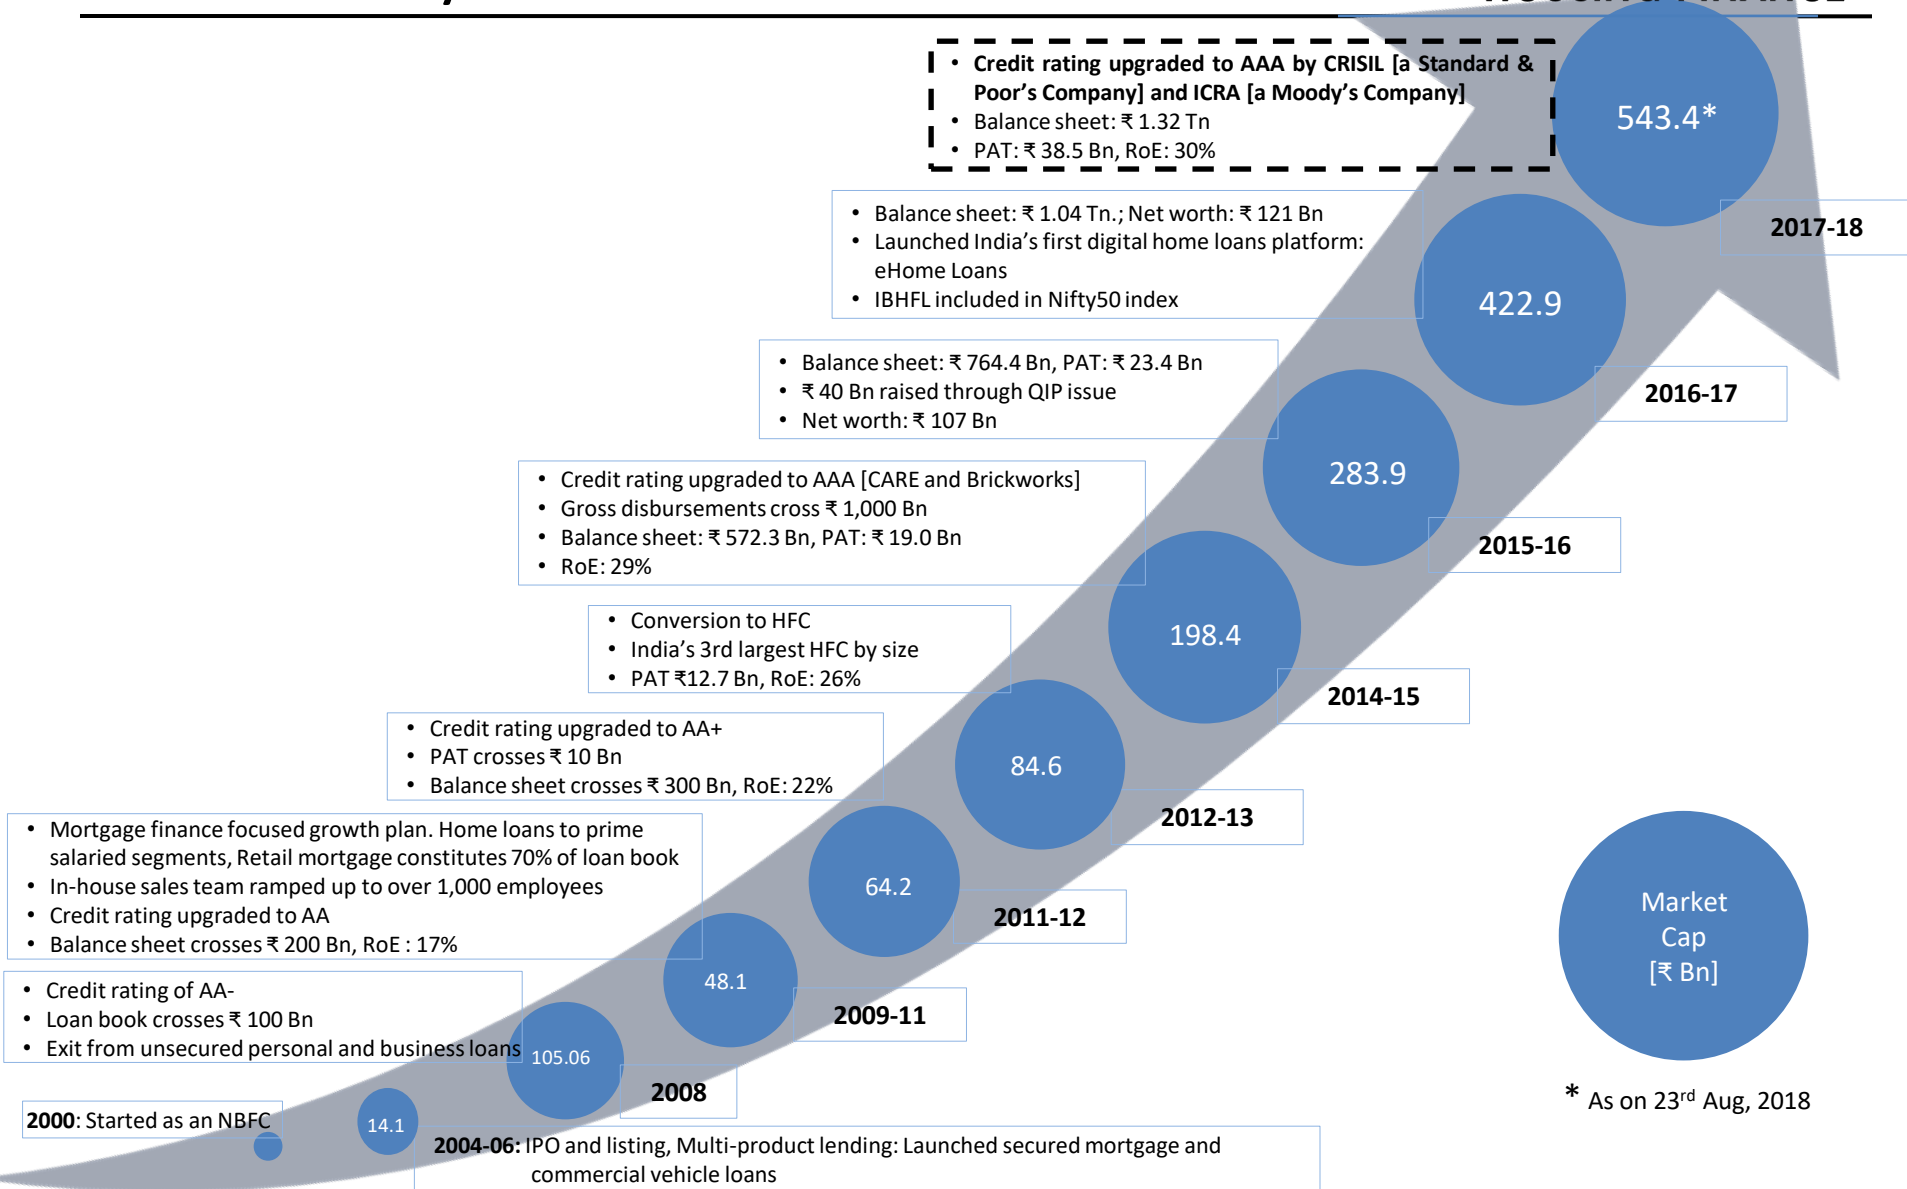 • Credit rating upgraded to AAA by CRISIL [a Standard &
Poor’s Company] and ICRA [a Moody’s Company]
• Balance sheet: ₹ 1.32 Tn
• PAT: ₹ 38.5 Bn, RoE: 30%
543.4*
2017-18
• Balance sheet: ₹ 1.04 Tn.; Net worth: ₹ 121 Bn
• Launched India’s first digital home loans platform:
eHome Loans
• IBHFL included in Nifty50 index
422.9
2016-17
• Balance sheet: ₹ 764.4 Bn, PAT: ₹ 23.4 Bn
• ₹ 40 Bn raised through QIP issue
• Net worth: ₹ 107 Bn
283.9
2015-16
• Credit rating upgraded to AAA [CARE and Brickworks]
• Gross disbursements cross ₹ 1,000 Bn
• Balance sheet: ₹ 572.3 Bn, PAT: ₹ 19.0 Bn
• RoE: 29%
198.4
2014-15
• Conversion to HFC
• India’s 3rd largest HFC by size
• PAT ₹12.7 Bn, RoE: 26%
84.6
2012-13
• Credit rating upgraded to AA+
• PAT crosses ₹ 10 Bn
• Balance sheet crosses ₹ 300 Bn, RoE: 22%
64.2
2011-12
• Mortgage finance focused growth plan. Home loans to prime
salaried segments, Retail mortgage constitutes 70% of loan book
• In-house sales team ramped up to over 1,000 employees
• Credit rating upgraded to AA
• Balance sheet crosses ₹ 200 Bn, RoE : 17%
48.1
2009-11
• Credit rating of AA-
• Loan book crosses ₹ 100 Bn
• Exit from unsecured personal and business loans
105.06
2008
2000: Started as an NBFC
14.1
2004-06: IPO and listing, Multi-product lending: Launched secured mortgage and
commercial vehicle loans
Market
Cap
[₹ Bn]
* As on 23rd Aug, 2018